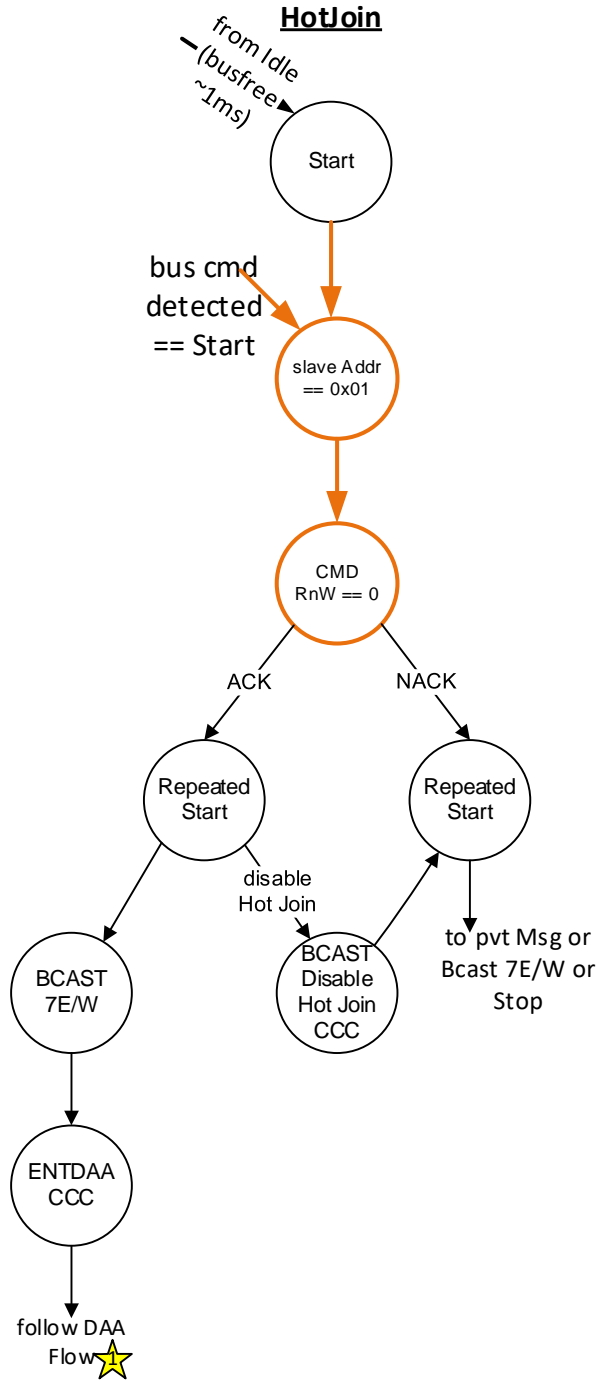 HotJoin
from Idle
(busfree
~1ms)
Start
bus cmd
detected
== Start
slave Addr
== 0x01
CMD
RnW == 0
ACK
NACK
Repeated
Start
Repeated
Start
disable
Hot Join
BCAST
7E/W
BCAST
Disable
Hot Join
CCC
to pvt Msg or
Bcast 7E/W or
Stop
ENTDAA
CCC
follow DAA
Flow 1